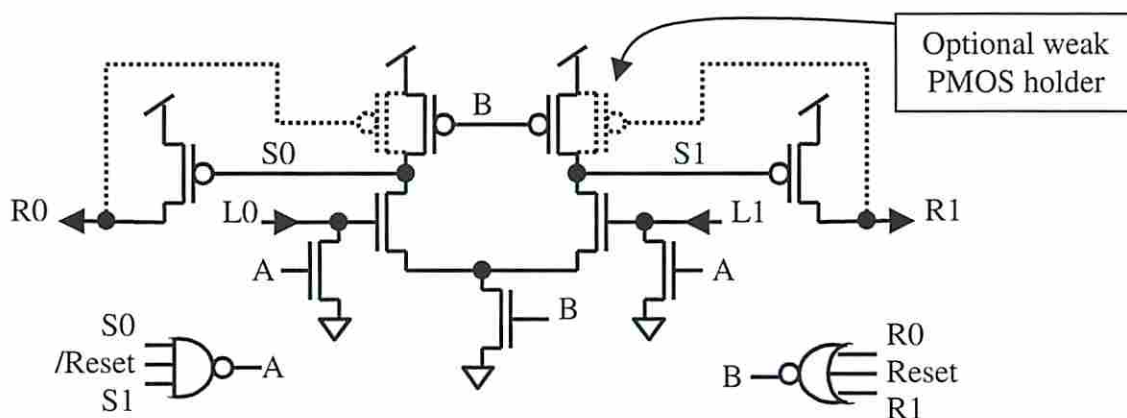 Optional weak
PMOS holder
B
S0
S1
R0
L0
L1
R1
A
A
B
S0
/Reset
S1
A
B
R0
Reset
R1